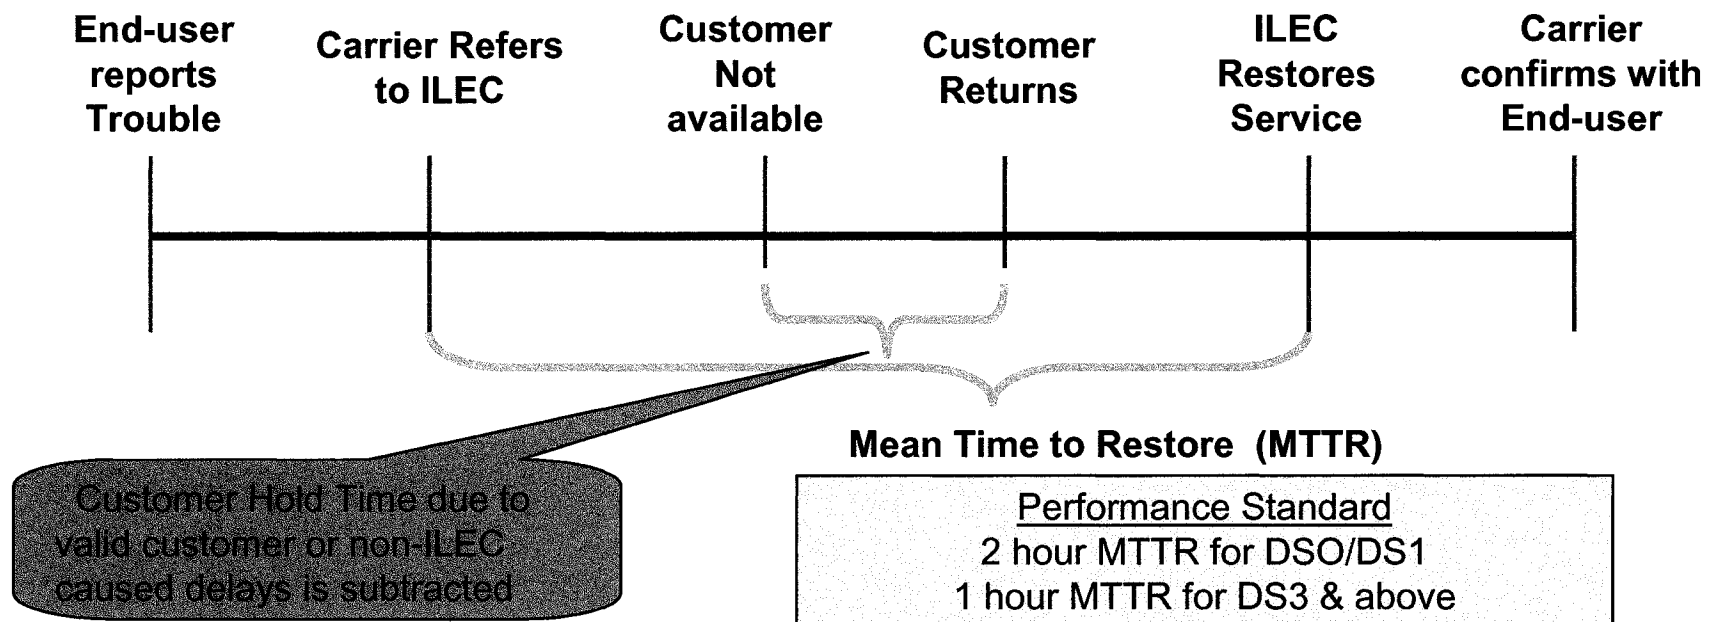 End-user
reports
Trouble
Carrier Refers
to ILEC
Customer
Not
available
Customer
Returns
ILEC
Restores
Service
Carrier
confirms with
End-user
Mean Time to Restore (MTTR)
Customer Hold Time due to
valid customer or non-ILEC
caused delays is subtracted
Performance Standard
2 hour MTTR for DSO/DS1
1 hour MTTR for DS3 & above